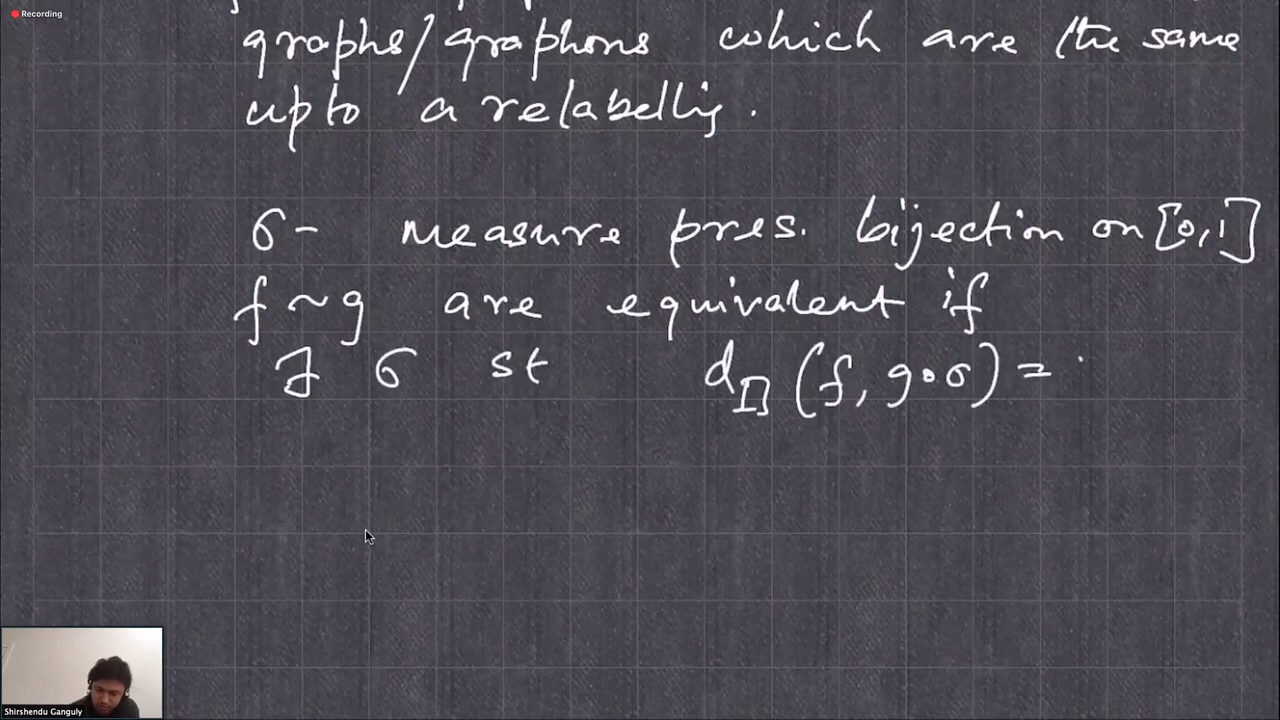 Recording
graphs/graphons which are the same
upto a relabellig.
σ- measure pres. bijection on [0,1]
f ~ g are equivalent if
∃ σ st d□ (f, g∘σ) =
Shirshendu Ganguly